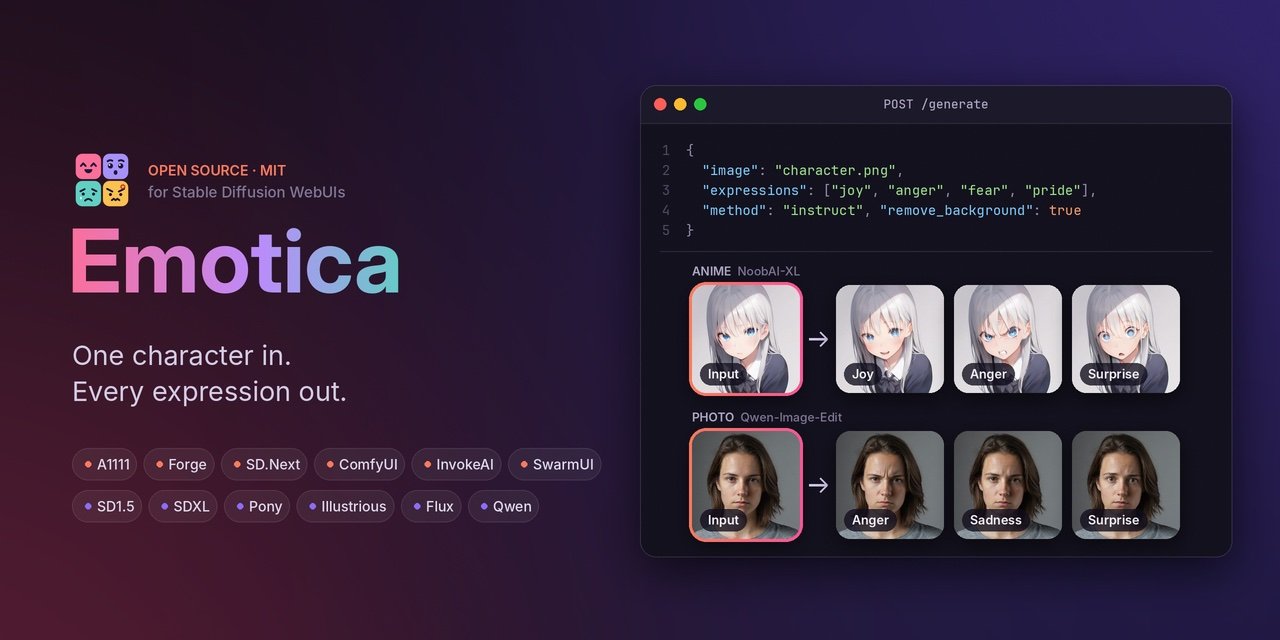 OPEN SOURCE · MIT
for Stable Diffusion WebUIs
Emotica
One character in.
Every expression out.
A1111
Forge
SD.Next
ComfyUI
InvokeAI
SwarmUI
SD1.5
SDXL
Pony
Illustrious
Flux
Qwen
POST /generate
1 {
2 "image": "character.png",
3 "expressions": ["joy", "anger", "fear", "pride"],
4 "method": "instruct", "remove_background": true
5 }
ANIME NoobAI-XL
Input
Joy
Anger
Surprise
PHOTO Qwen-Image-Edit
Input
Anger
Sadness
Surprise